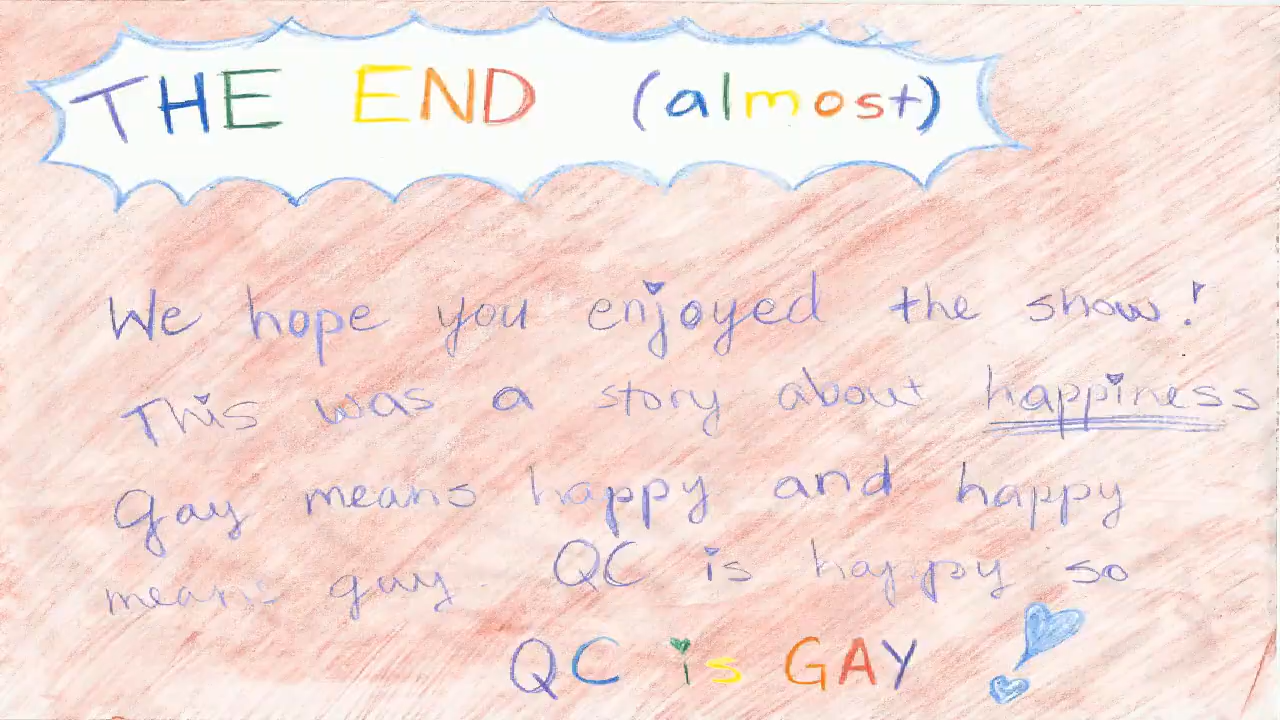 THE END (almost)
We hope you enjoyed the show!
This was a story about happiness
Gay means happy and happy
means gay. QC is happy so
QC is GAY!